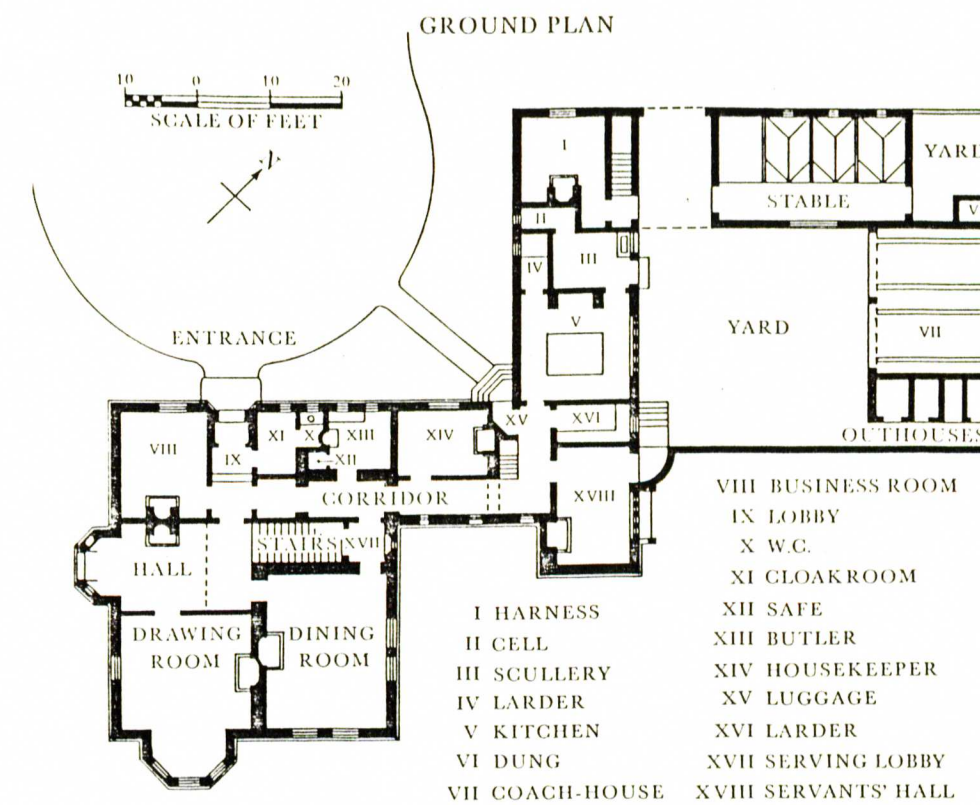 GROUND PLAN
10 0 10 20
SCALE OF FEET
N
ENTRANCE
I
II
III
IV
V
STABLE
YARD
V
YARD
VII
OUTHOUSES
VIII
IX
XI
X
XII
XIII
XIV
XV
XVI
CORRIDOR
XVIII
STAIRS
XVII
HALL
DRAWING
ROOM
DINING
ROOM
I HARNESS
II CELL
III SCULLERY
IV LARDER
V KITCHEN
VI DUNG
VII COACH-HOUSE
VIII BUSINESS ROOM
IX LOBBY
X W.C.
XI CLOAKROOM
XII SAFE
XIII BUTLER
XIV HOUSEKEEPER
XV LUGGAGE
XVI LARDER
XVII SERVING LOBBY
XVIII SERVANTS' HALL